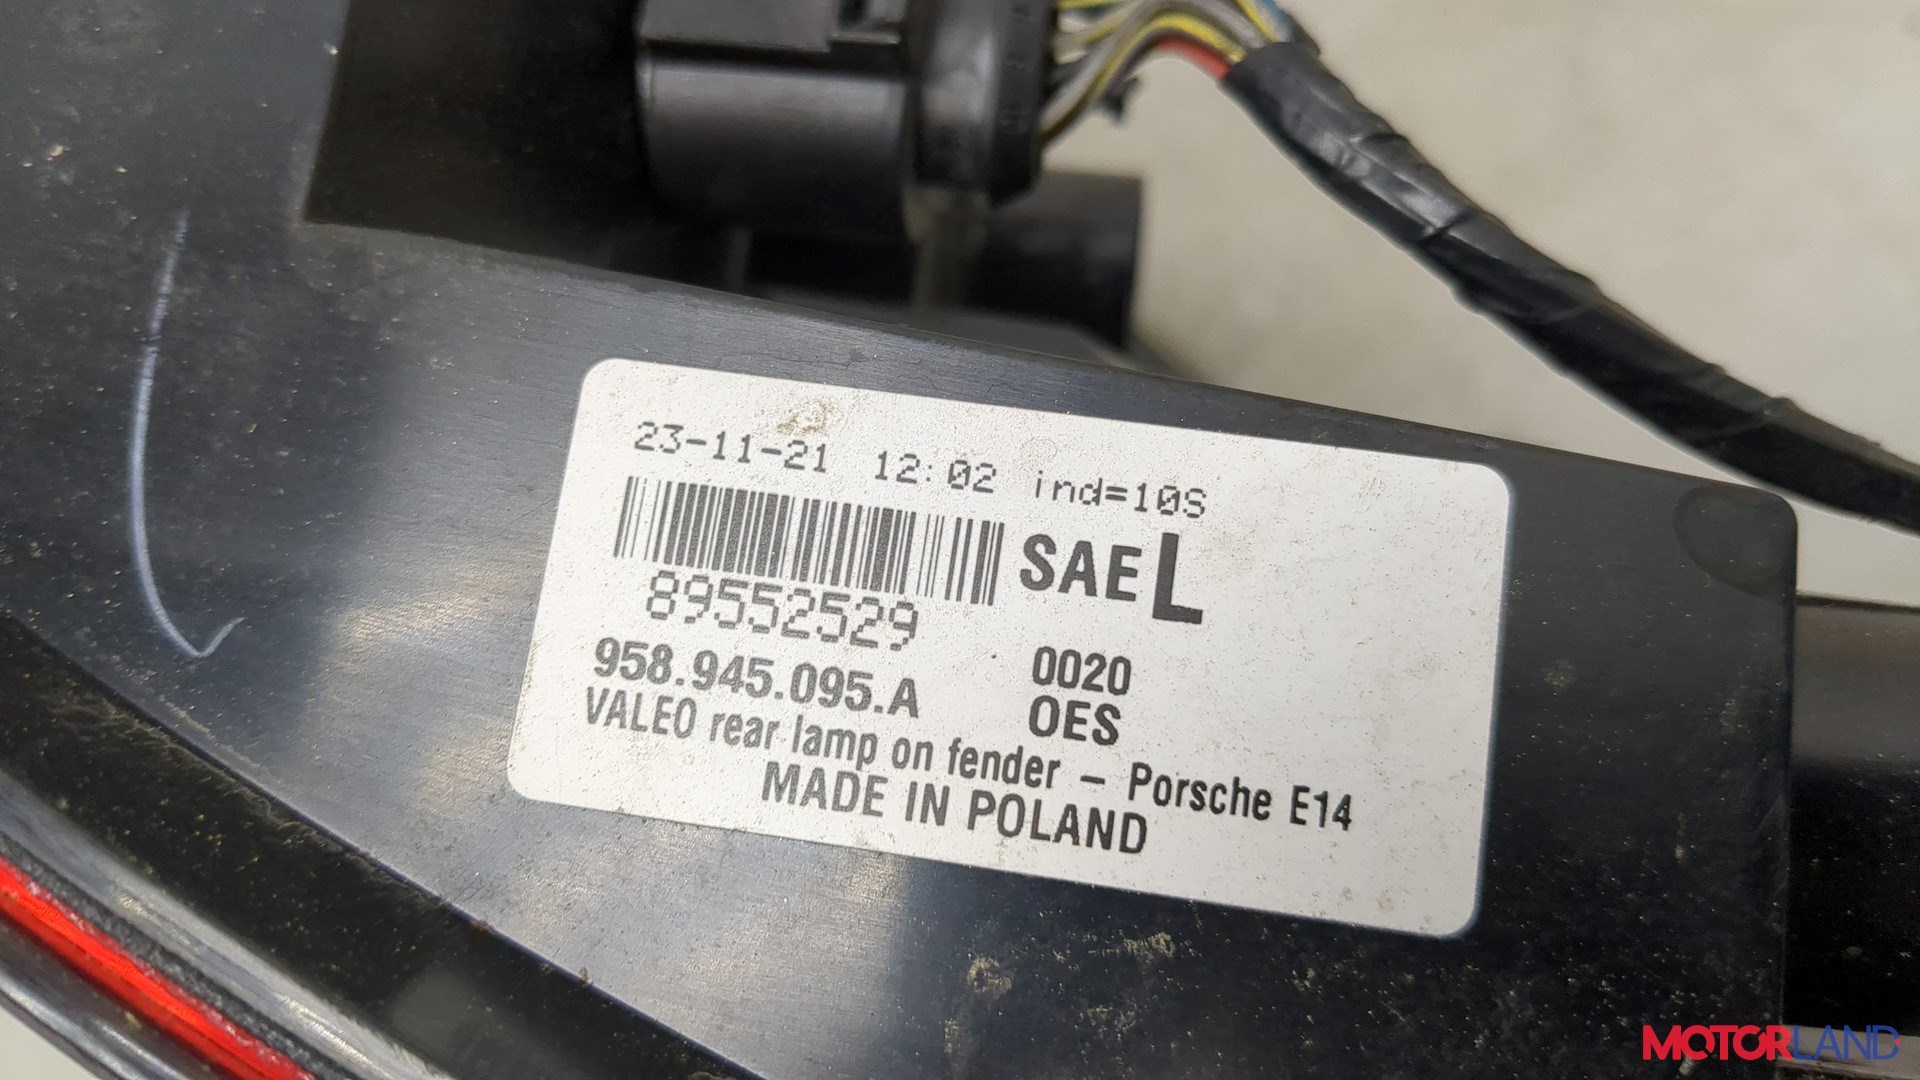 23-11-21 12:02 ind=10S
SAE L
89552529
958.945.095.A 0020
OES
VALEO rear lamp on fender – Porsche E14
MADE IN POLAND
MOTORLAND